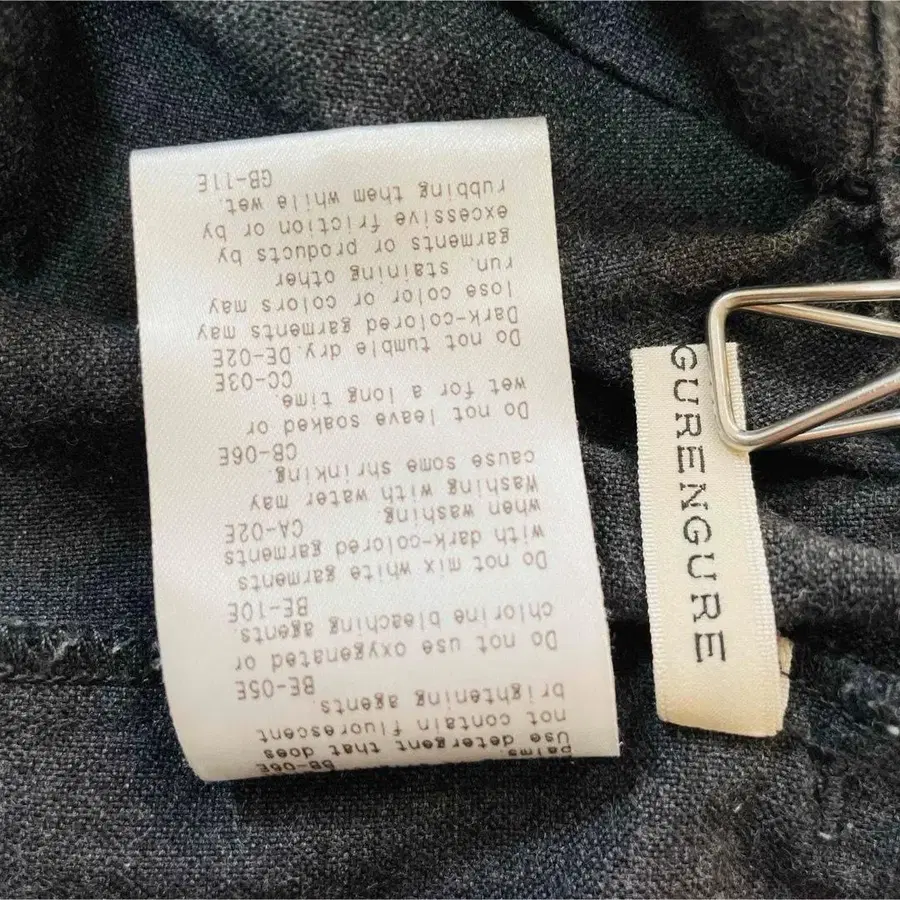 palms. BB-06E
Use detergent that does
not contain fluorescent
brightening agents.
BE-05E
Do not use oxygenated or
chlorine bleaching agents.
BE-10E
Do not mix white garments
with dark-colored garments
when washing. CA-02E
Washing with water may
cause some shrinking.
CB-06E
Do not leave soaked or
wet for a long time.
CC-03E
Do not tumble dry. DE-02E
Dark-colored garments may
lose color or colors may
run, staining other
garments or products by
excessive friction or by
rubbing them while wet.
GB-11E
GURENGURE